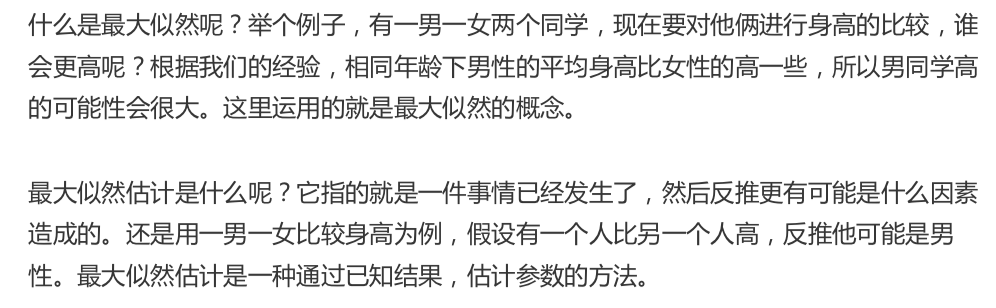 什么是最大似然呢？举个例子，有一男一女两个同学，现在要对他俩进行身高的比较，谁
会更高呢？根据我们的经验，相同年龄下男性的平均身高比女性的高一些，所以男同学高
的可能性会很大。这里运用的就是最大似然的概念。
最大似然估计是什么呢？它指的就是一件事情已经发生了，然后反推更有可能是什么因素
造成的。还是用一男一女比较身高为例，假设有一个人比另一个人高，反推他可能是男
性。最大似然估计是一种通过已知结果，估计参数的方法。